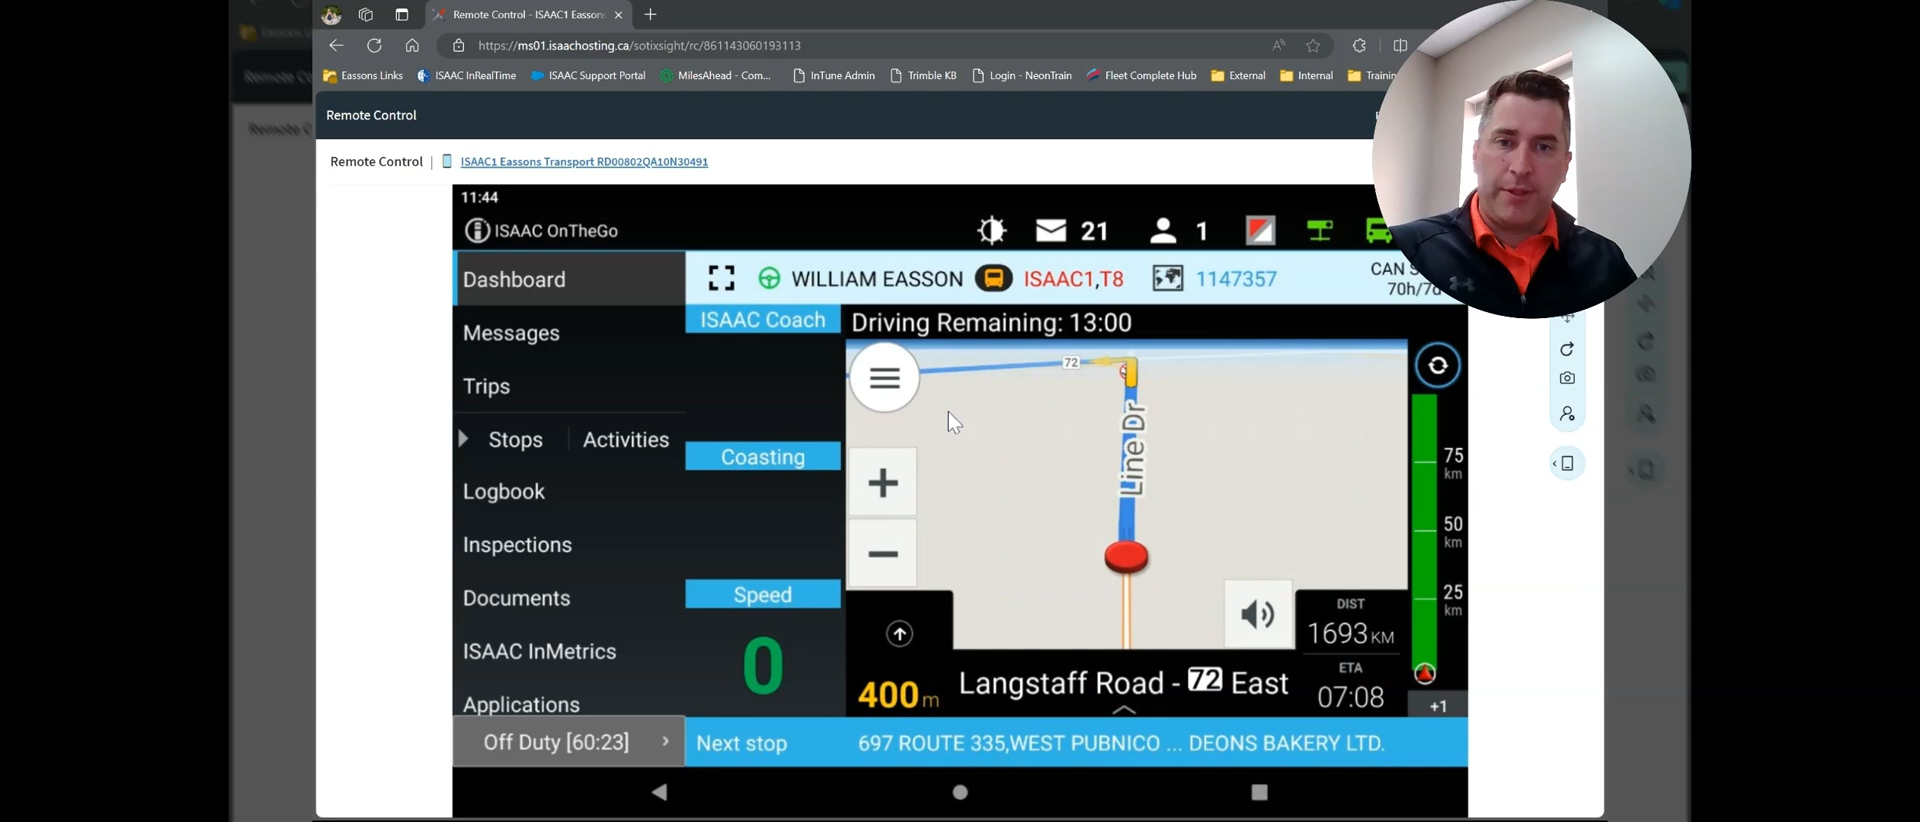 Remote Control - ISAAC1 Eassons
https://ms01.isaachosting.ca/sotixsight/rc/861143060193113
Eassons Links ISAAC InRealTime ISAAC Support Portal MilesAhead - Com... InTune Admin Trimble KB Login - NeonTrain Fleet Complete Hub External Internal Training
Remote Control
Remote Control | ISAAC1 Eassons Transport RD00802QA10N30491
11:44
ISAAC OnTheGo 21 1
Dashboard
WILLIAM EASSON ISAAC1,T8 1147357
CAN
70h/7d
ISAAC Coach
Driving Remaining: 13:00
Messages
72
Trips
Stops Activities
Line Dr
Coasting
75
km
Logbook
50
km
Inspections
Documents
Speed
25
km
DIST
1693 KM
ISAAC InMetrics
0
ETA
07:08
400 m
Langstaff Road - 72 East
Applications
+1
Off Duty [60:23]
Next stop
697 ROUTE 335,WEST PUBNICO ... DEONS BAKERY LTD.